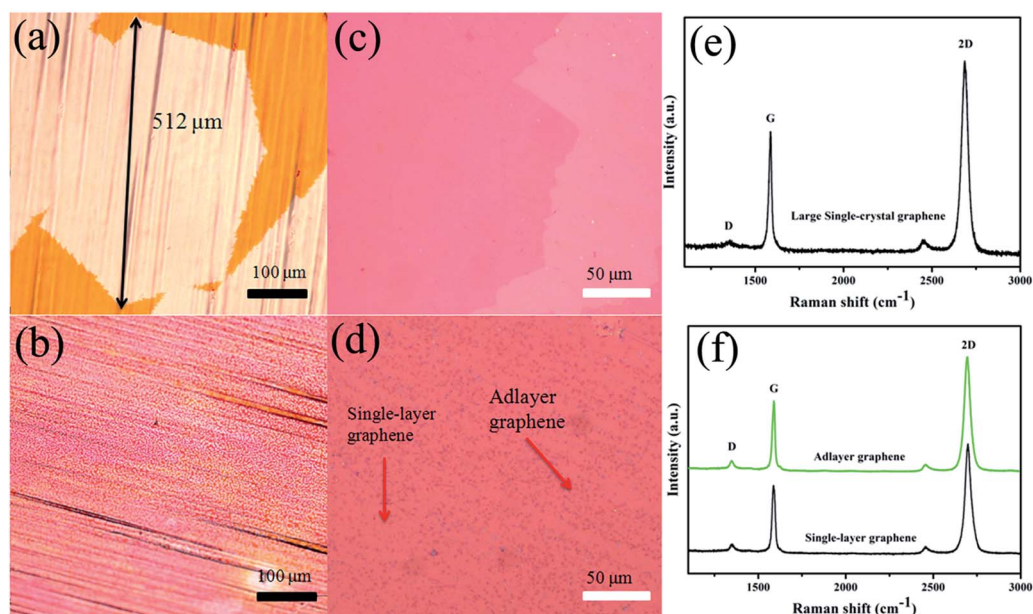 (a)
512 μm
100 μm
(c)
50 μm
(e)
2D
G
D
Large Single-crystal graphene
Intensity (a.u.)
1500 2000 2500 3000
Raman shift (cm⁻¹)
(b)
100 μm
(d)
Single-layer
graphene
Adlayer
graphene
50 μm
(f)
2D
G
D
Adlayer graphene
Single-layer graphene
Intensity (a.u.)
1500 2000 2500 3000
Raman shift (cm⁻¹)